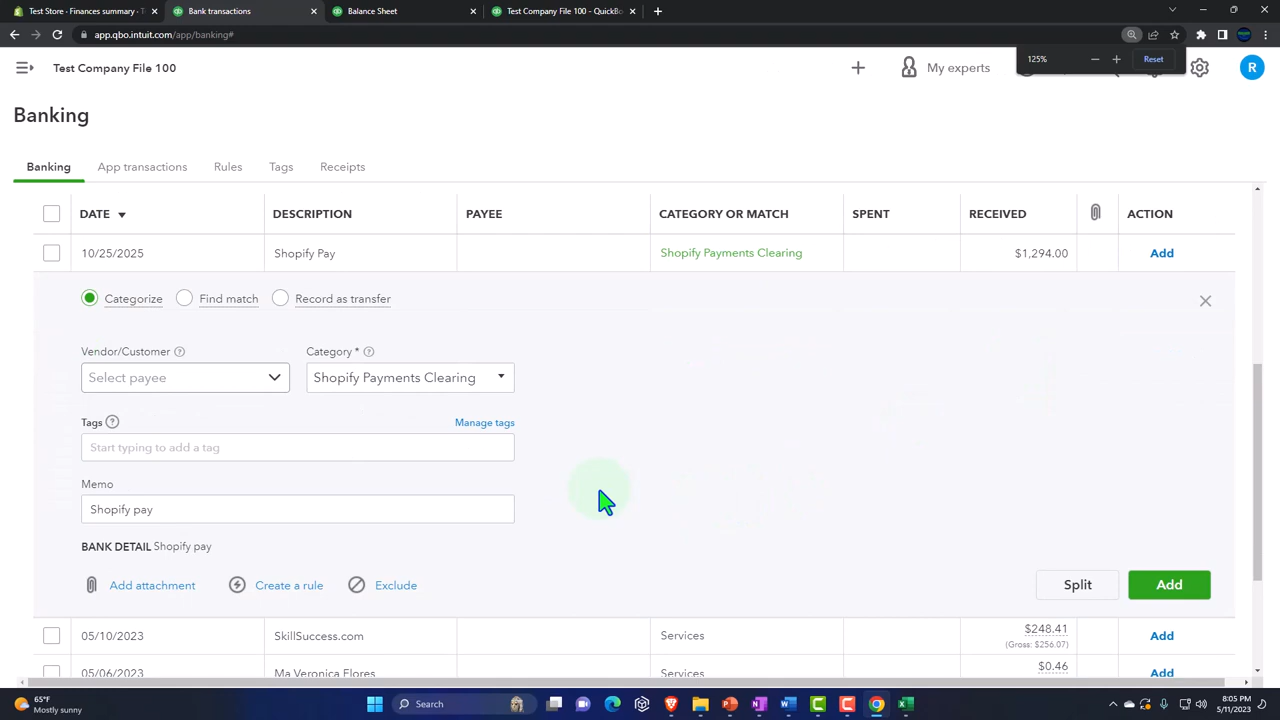 Test Store - Finances summary - T
Bank transactions
Balance Sheet
Test Company File 100 - QuickBo
app.qbo.intuit.com/app/banking#
125%
Reset
Test Company File 100
My experts
R
Banking
Banking
App transactions
Rules
Tags
Receipts
DATE
DESCRIPTION
PAYEE
CATEGORY OR MATCH
SPENT
RECEIVED
ACTION
10/25/2025
Shopify Pay
Shopify Payments Clearing
$1,294.00
Add
Categorize
Find match
Record as transfer
Vendor/Customer
Category *
Select payee
Shopify Payments Clearing
Tags
Manage tags
Start typing to add a tag
Memo
Shopify pay
BANK DETAIL Shopify pay
Add attachment
Create a rule
Exclude
Split
Add
05/10/2023
SkillSuccess.com
Services
$248.41
(Gross: $256.07)
Add
05/06/2023
Ma Veronica Flores
Services
$0.46
Add
65°F
Mostly sunny
Search
8:05 PM
5/11/2023